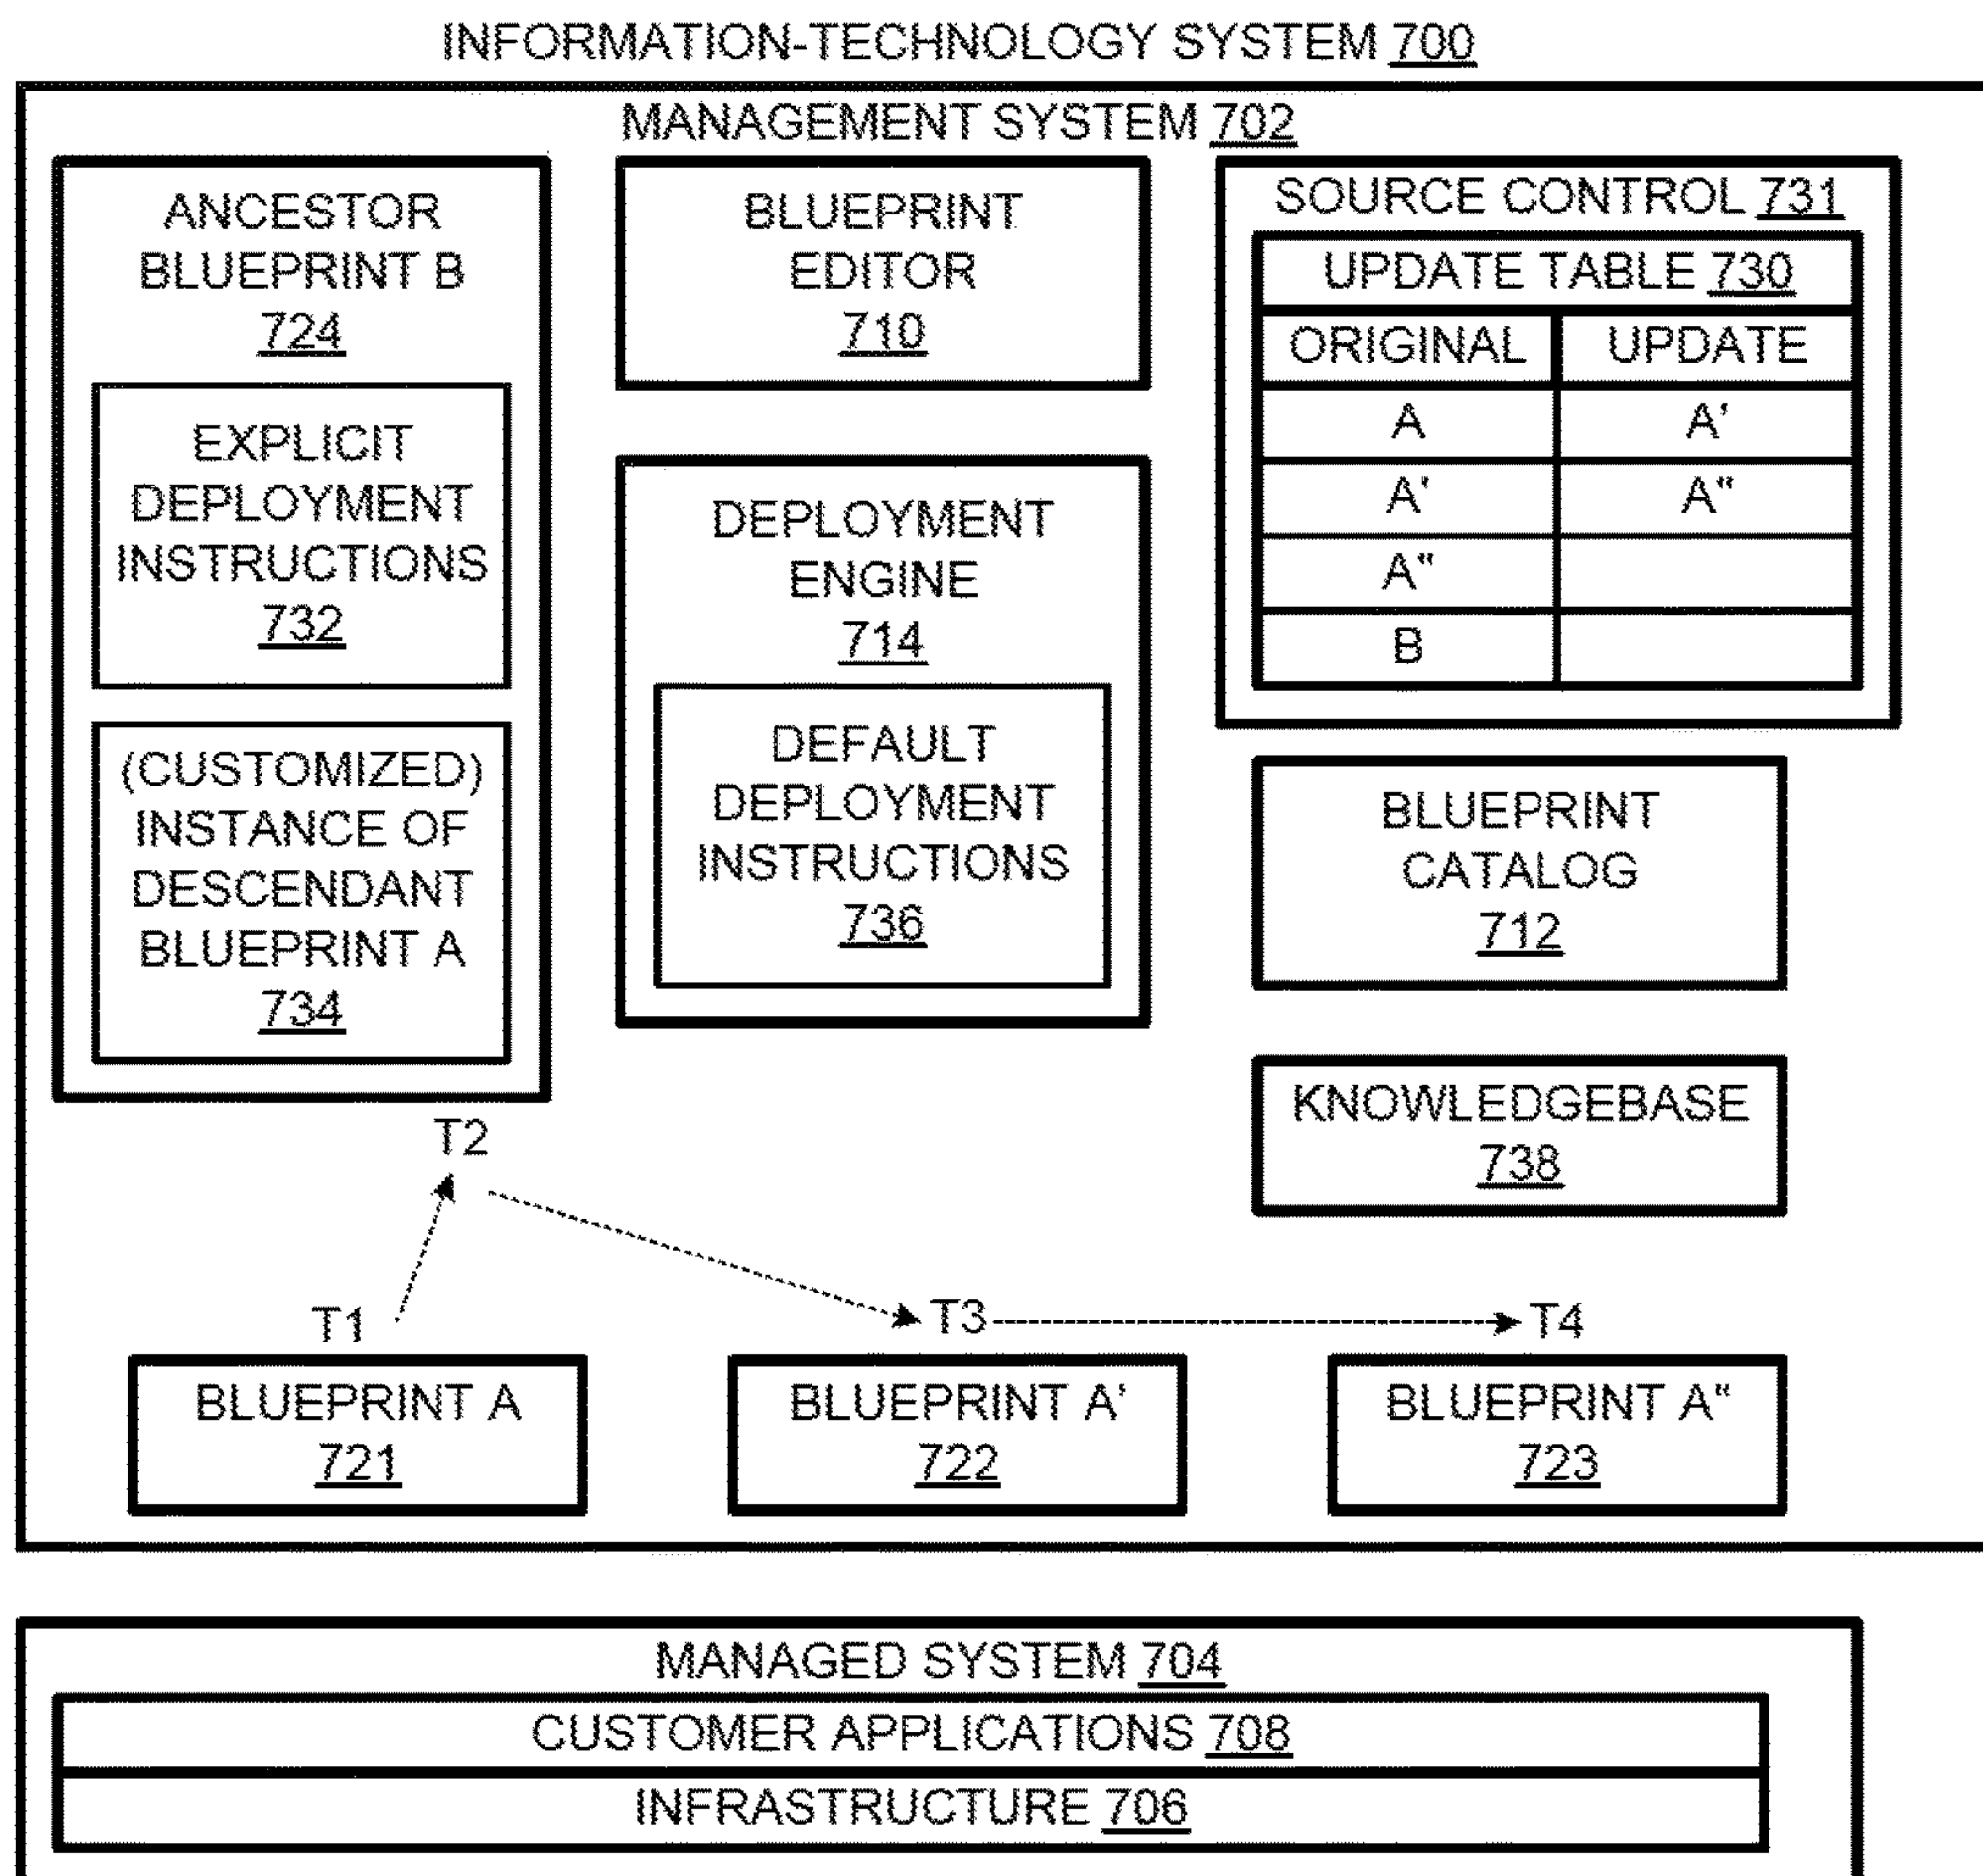 INFORMATION-TECHNOLOGY SYSTEM 700
MANAGEMENT SYSTEM 702
ANCESTOR
BLUEPRINT B
724
EXPLICIT
DEPLOYMENT
INSTRUCTIONS
732
(CUSTOMIZED)
INSTANCE OF
DESCENDANT
BLUEPRINT A
734
BLUEPRINT
EDITOR
710
DEPLOYMENT
ENGINE
714
DEFAULT
DEPLOYMENT
INSTRUCTIONS
736
SOURCE CONTROL 731
UPDATE TABLE 730
ORIGINAL UPDATE
A A'
A' A"
A"
B
BLUEPRINT
CATALOG
712
KNOWLEDGEBASE
738
T2
T1 T3 T4
BLUEPRINT A
721
BLUEPRINT A'
722
BLUEPRINT A"
723
MANAGED SYSTEM 704
CUSTOMER APPLICATIONS 708
INFRASTRUCTURE 706